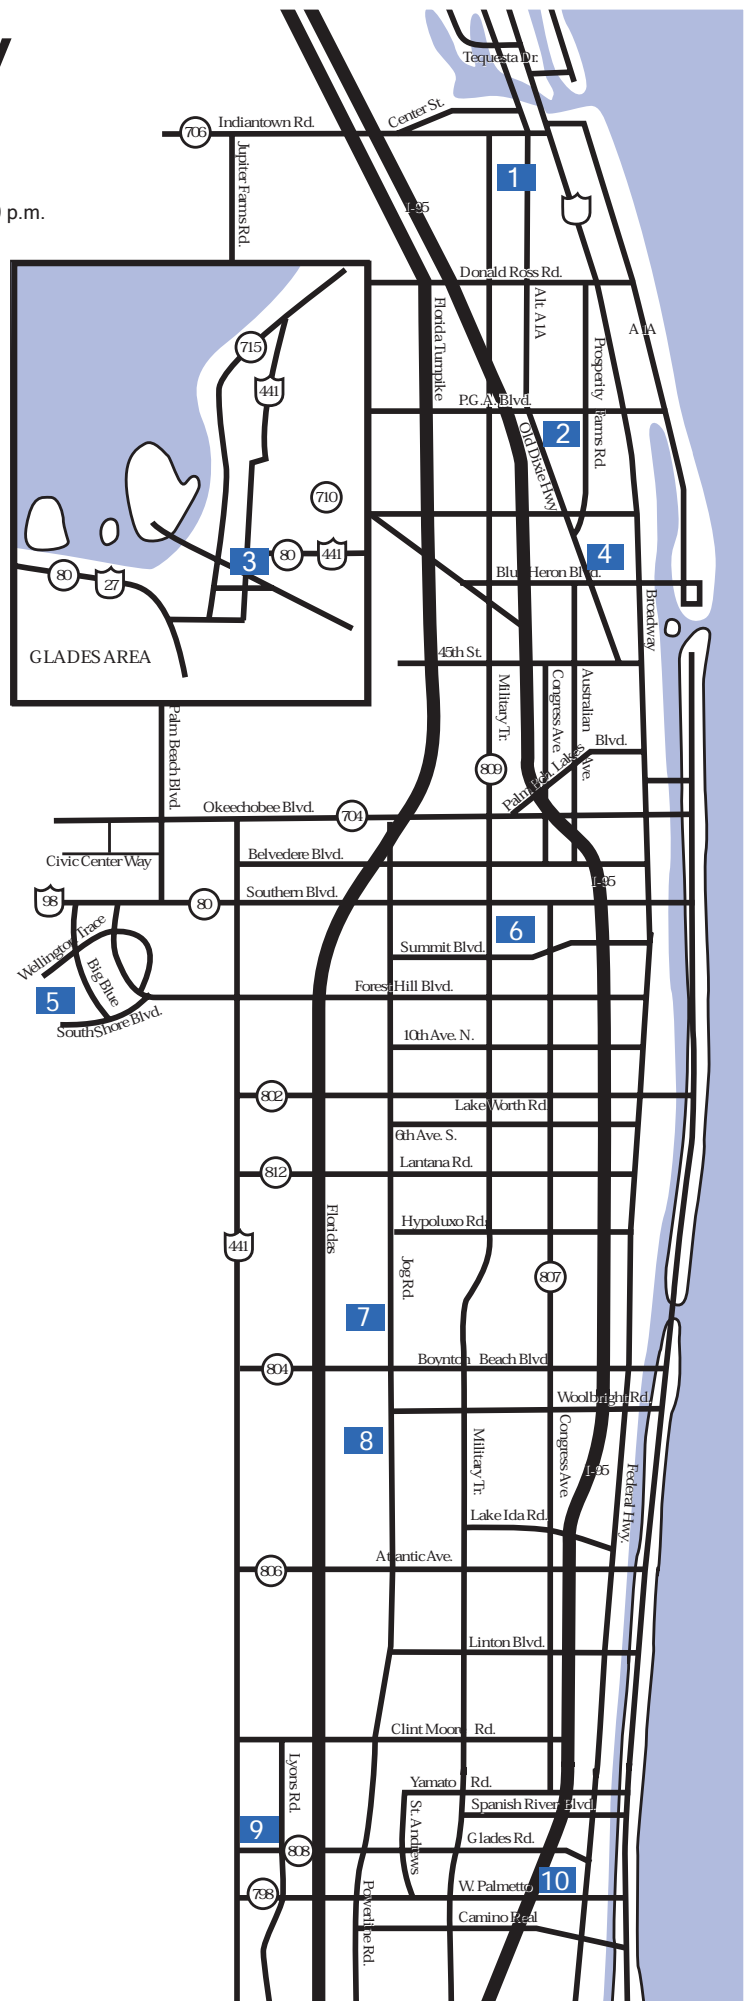 Tequesta Dr.
Center St.
706
Indiantown Rd.
Jupiter Farms Rd.
1
p.m.
I-95
Donald Ross Rd.
Florida Turnpike
Alt. A1A
A1A
Prosperity Farms Rd.
715
441
P.G.A. Blvd.
Old Dixie Hwy
2
710
3
80
441
4
80
27
Blue Heron Blvd.
Broadway
GLADES AREA
45th St.
Military Tr.
Congress Ave.
Australian Ave.
Palm Beach Blvd.
809
Palm Bch. Lakes Blvd.
Okeechobee Blvd.
704
Civic Center Way
Belvedere Blvd.
I-95
98
80
Southern Blvd.
Wellington Trace
6
Summit Blvd.
Big Blue
5
Forest Hill Blvd.
South Shore Blvd.
10th Ave. N.
802
Lake Worth Rd.
6th Ave. S.
812
Lantana Rd.
Floridas
Hypoluxo Rd.
441
Jog Rd.
807
7
804
Boynton Beach Blvd.
Woolbright Rd.
8
Military Tr.
Congress Ave.
I-95
Federal Hwy.
Lake Ida Rd.
806
Atlantic Ave.
Linton Blvd.
Clint Moore Rd.
Lyons Rd.
Yamato Rd.
Spanish River Blvd.
St. Andrews
9
808
Glades Rd.
10
798
W. Palmetto
Powerline Rd.
Camino Real